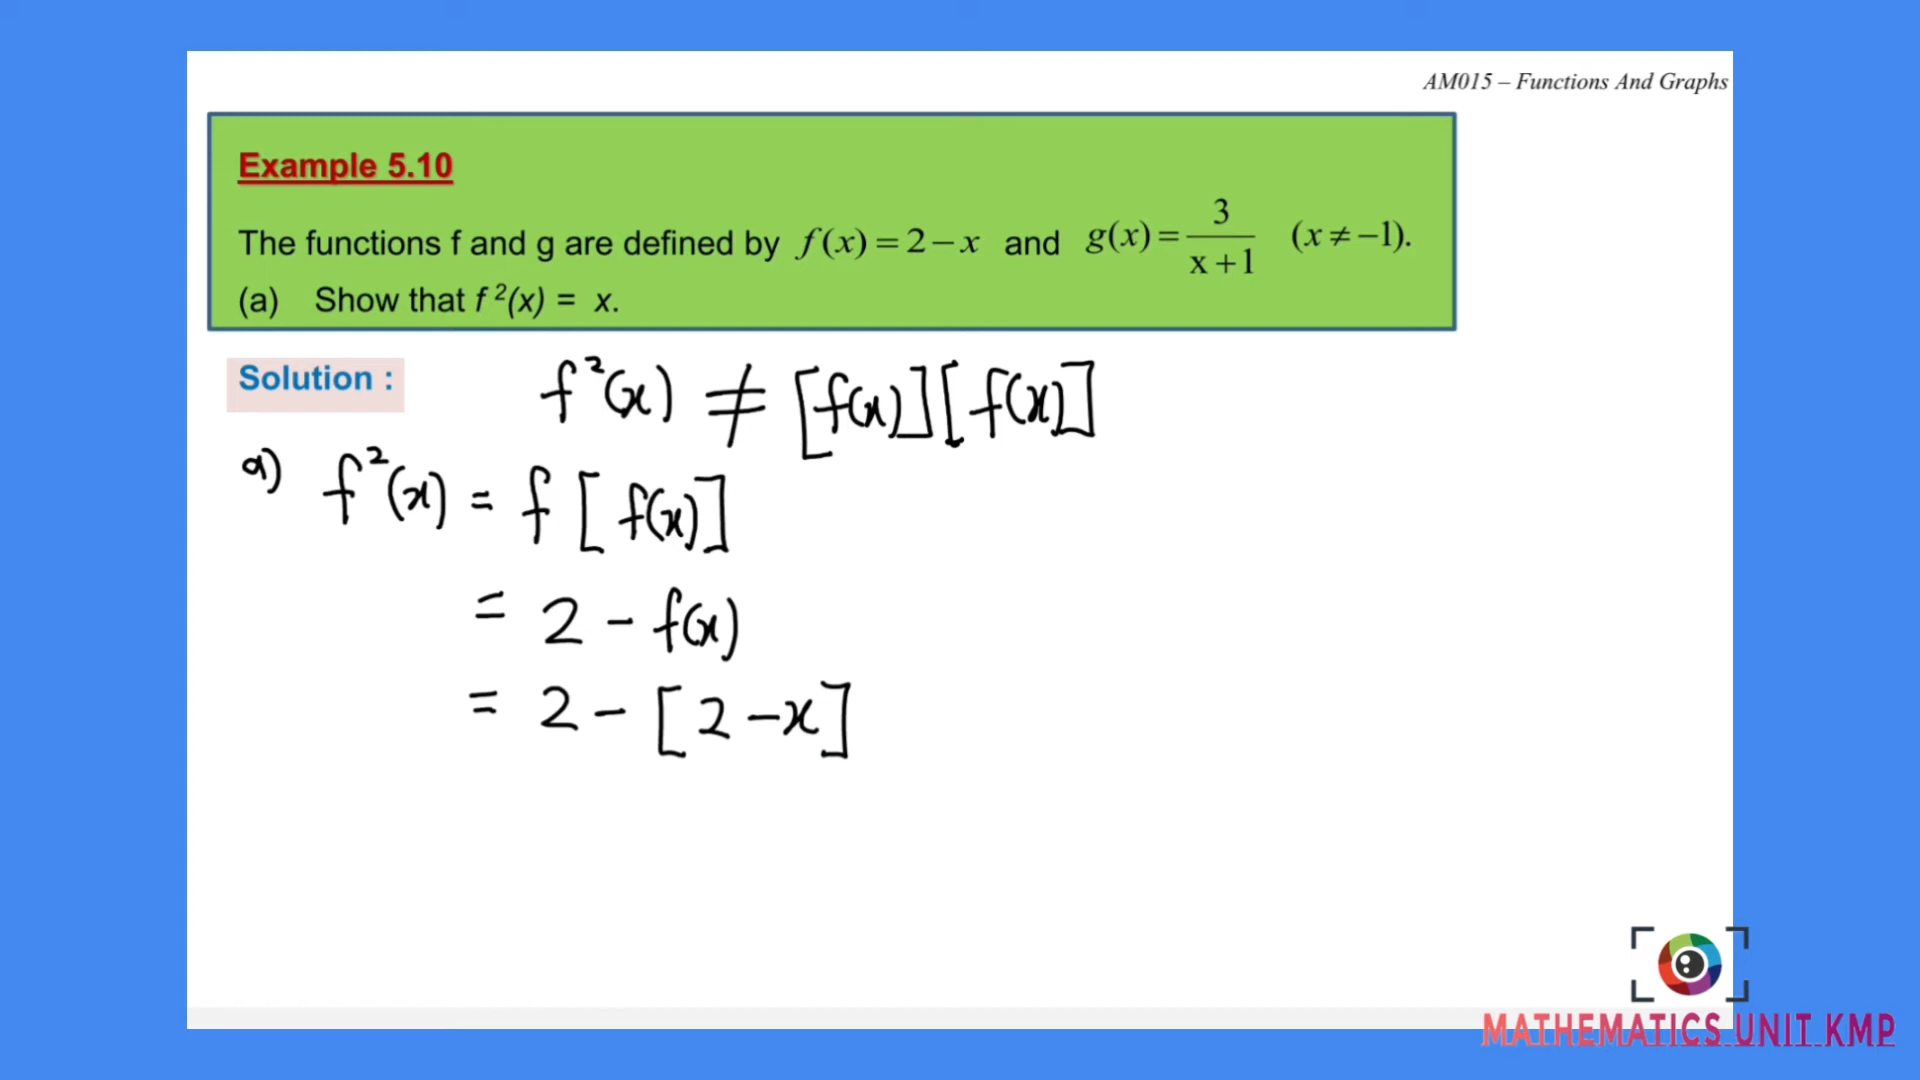 AM015 – Functions And Graphs
Example 5.10
The functions f and g are defined by f(x) = 2 − x and g(x) = 3/(x + 1) (x ≠ −1).
(a) Show that f ²(x) = x.
Solution :
f²(x) ≠ [f(x)][f(x)]
a) f²(x) = f [f(x)]
= 2 − f(x)
= 2 − [2 − x]
MATHEMATICS UNIT KMP